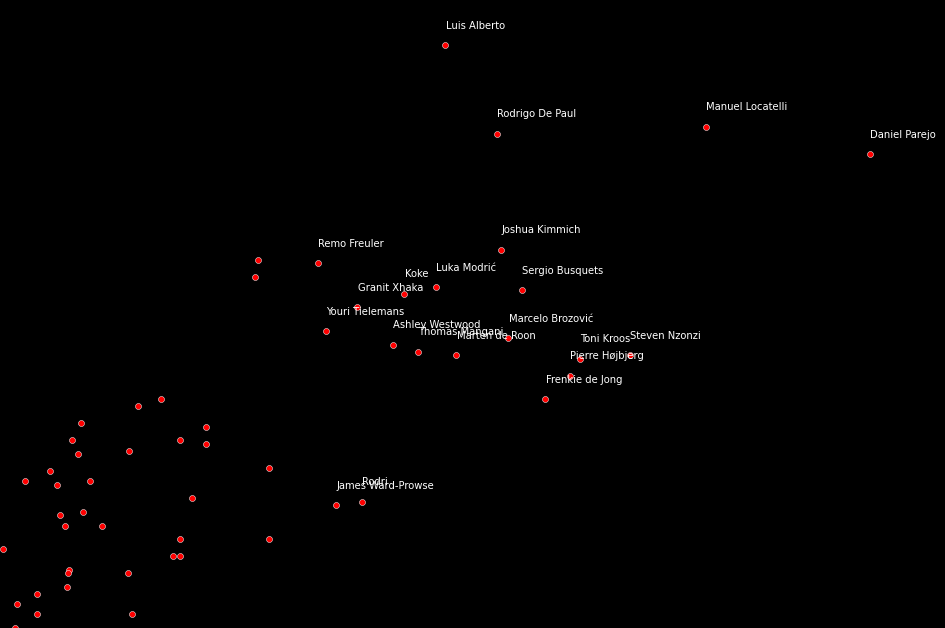 Luis Alberto
Manuel Locatelli
Rodrigo De Paul
Daniel Parejo
Joshua Kimmich
Remo Freuler
Luka Modrić
Sergio Busquets
Koke
Granit Xhaka
Youri Tielemans
Marcelo Brozović
Ashley Westwood
Thomas Mangani
Marten de Roon
Steven Nzonzi
Toni Kroos
Pierre Højbjerg
Frenkie de Jong
Rodri
James Ward-Prowse